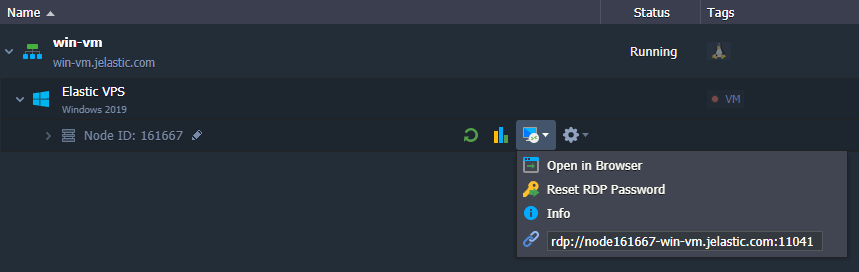 Name Status Tags
win-vm
win-vm.jelastic.com
Running
Elastic VPS
Windows 2019
VM
Node ID: 161667
Open in Browser
Reset RDP Password
Info
rdp://node161667-win-vm.jelastic.com:11041